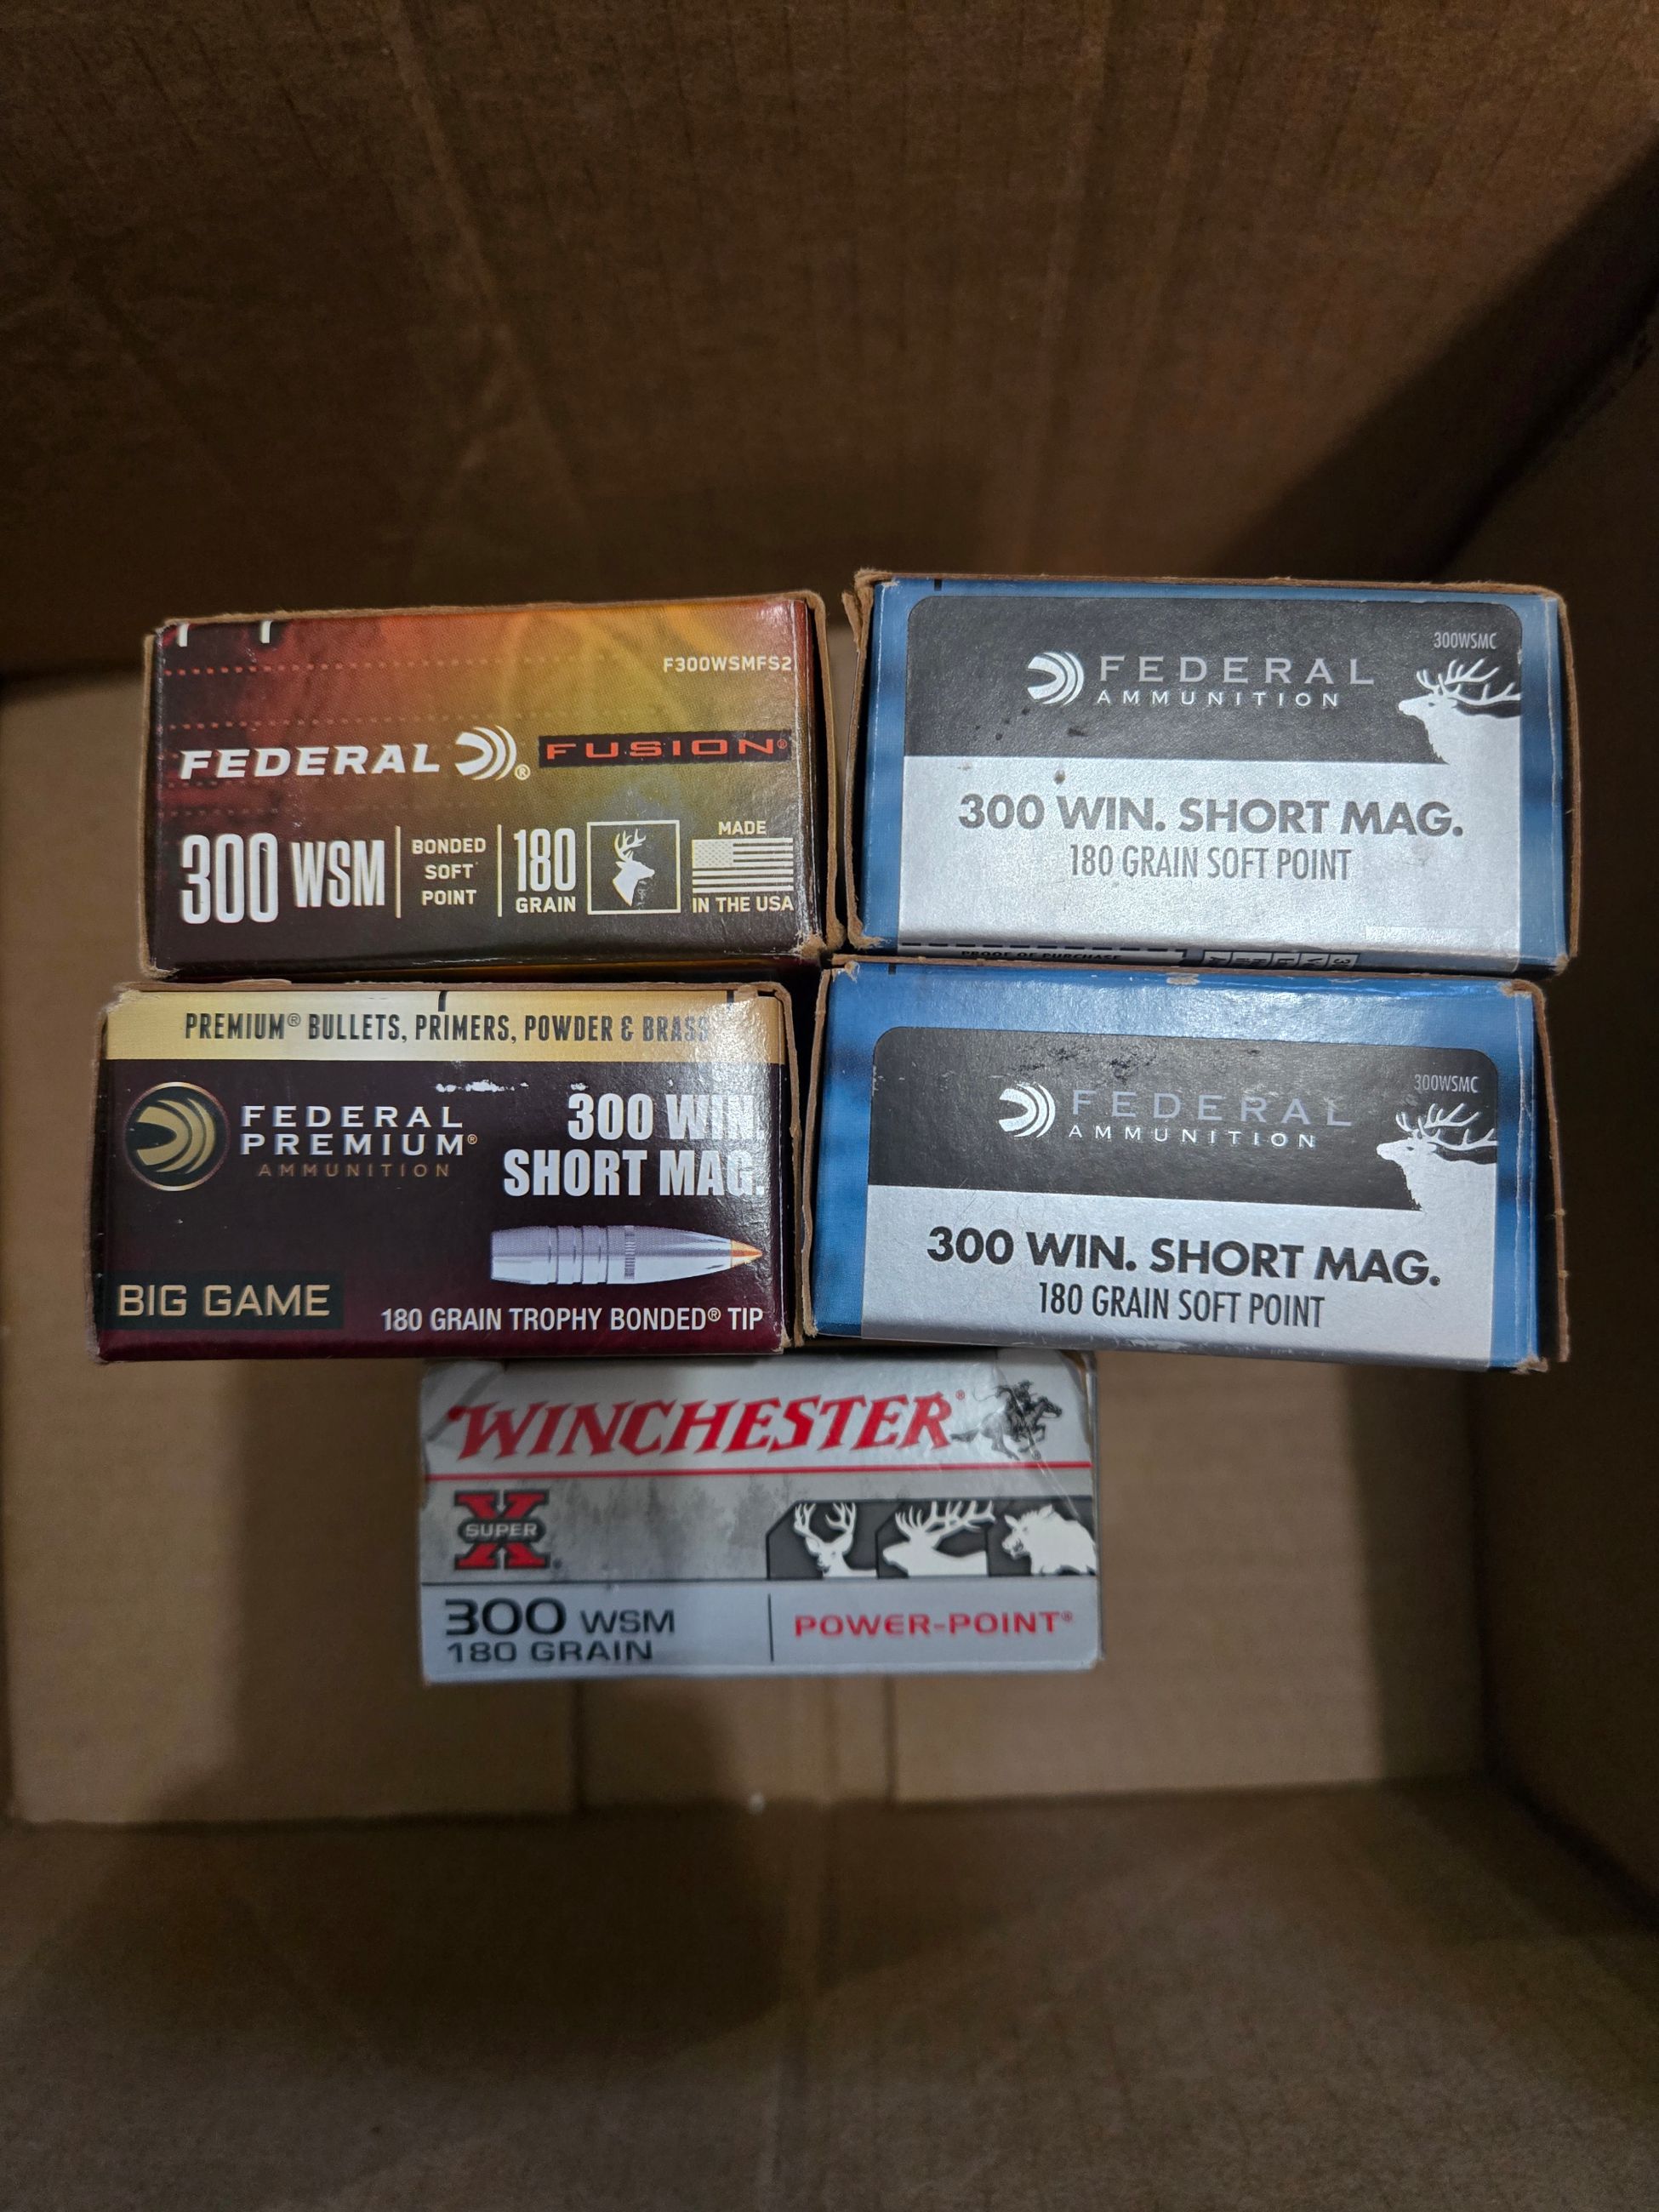 F300WSMFS2
FEDERAL® FUSION®
300 WSM
BONDED
SOFT
POINT
180
GRAIN
MADE
IN THE USA
300WSMC
FEDERAL
AMMUNITION
300 WIN. SHORT MAG.
180 GRAIN SOFT POINT
PROOF OF PURCHASE
PREMIUM® BULLETS, PRIMERS, POWDER & BRASS
FEDERAL
PREMIUM®
AMMUNITION
300 WIN.
SHORT MAG.
BIG GAME
180 GRAIN TROPHY BONDED® TIP
300WSMC
FEDERAL
AMMUNITION
300 WIN. SHORT MAG.
180 GRAIN SOFT POINT
WINCHESTER®
SUPER X®
300 WSM
180 GRAIN
POWER-POINT®